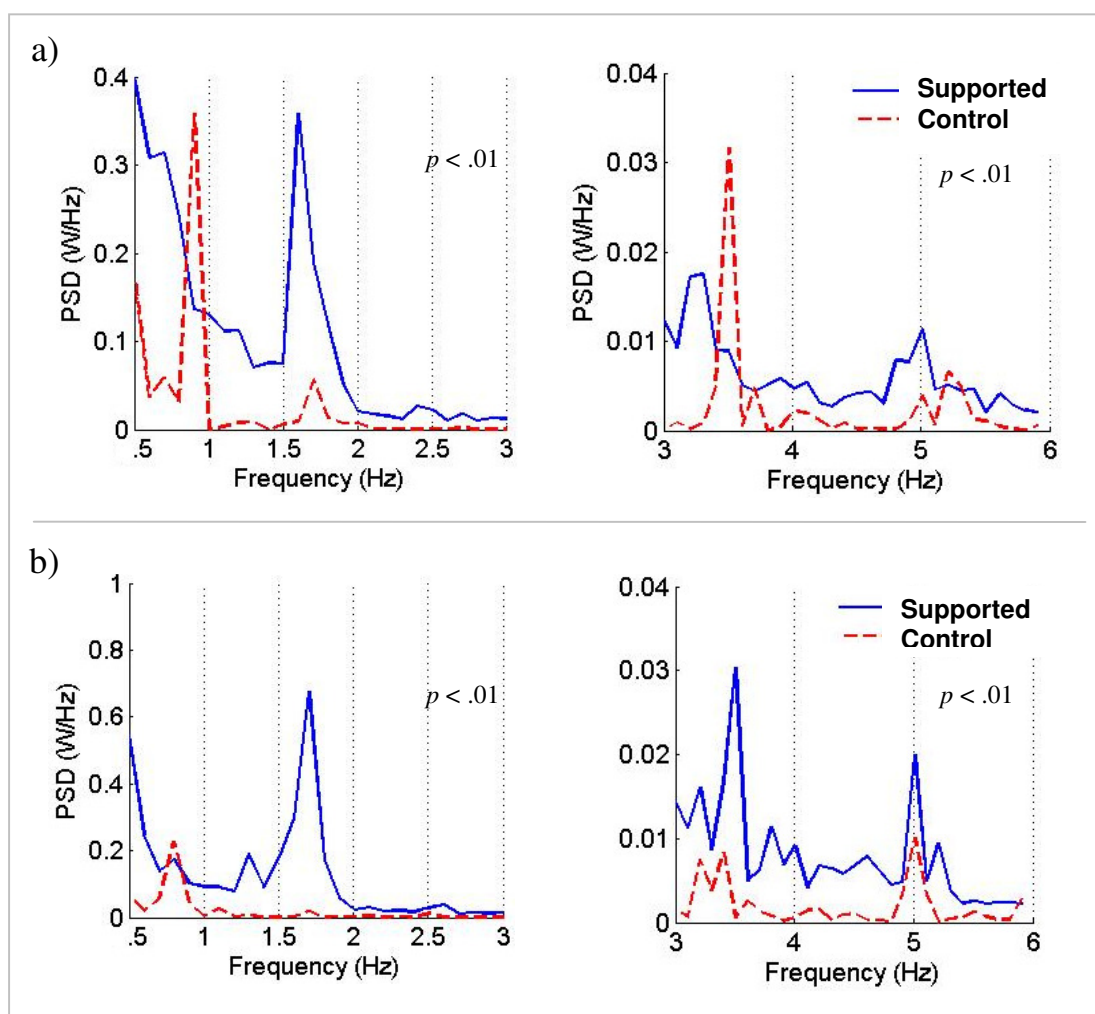 a)
0.4
0.3
0.2
0.1
0
PSD (W/Hz)
.5 1 1.5 2 2.5 3
Frequency (Hz)
p < .01
0.04
0.03
0.02
0.01
0
PSD (W/Hz)
3 4 5 6
Frequency (Hz)
Supported
Control
p < .01
b)
1
0.8
0.6
0.4
0.2
0
PSD (W/Hz)
.5 1 1.5 2 2.5 3
Frequency (Hz)
p < .01
0.04
0.03
0.02
0.01
0
3 4 5 6
Frequency (Hz)
Supported
Control
p < .01